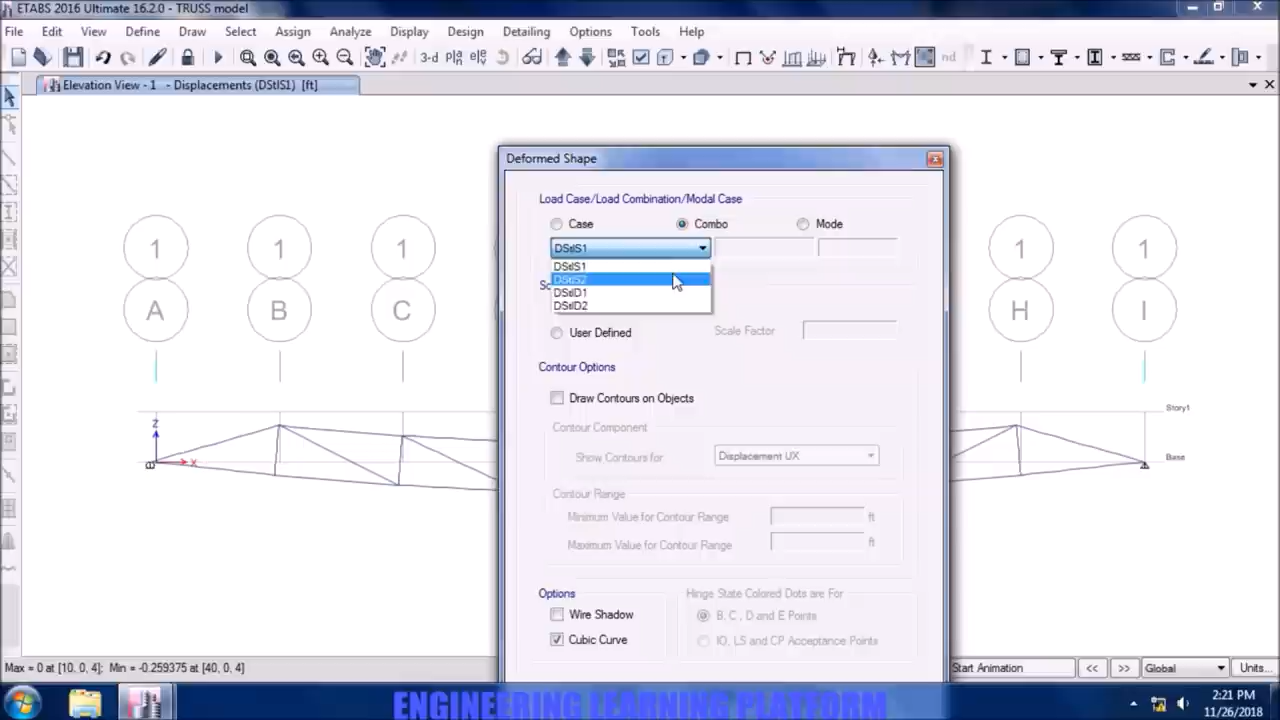 ETABS 2016 Ultimate 16.2.0 - TRUSS model
File Edit View Define Draw Select Assign Analyze Display Design Detailing Options Tools Help
3-d nd
Elevation View - 1 - Displacements (DStlS1) [ft]
Deformed Shape
Load Case/Load Combination/Modal Case
Case Combo Mode
DStlS1
DStlS1
DStlS2
DStlD1
DStlD2
User Defined Scale Factor
Contour Options
Draw Contours on Objects
Contour Component
Show Contours for Displacement UX
Contour Range
Minimum Value for Contour Range ft
Maximum Value for Contour Range ft
Options Hinge State Colored Dots are For
Wire Shadow B, C, D and E Points
Cubic Curve IO, LS and CP Acceptance Points
1 1 1 1 1
A B C H I
Story1
Z
X
Base
Max = 0 at [10, 0, 4]; Min = -0.259375 at [40, 0, 4] Start Animation << >> Global Units...
ENGINEERING LEARNING PLATFORM
2:21 PM
11/26/2018